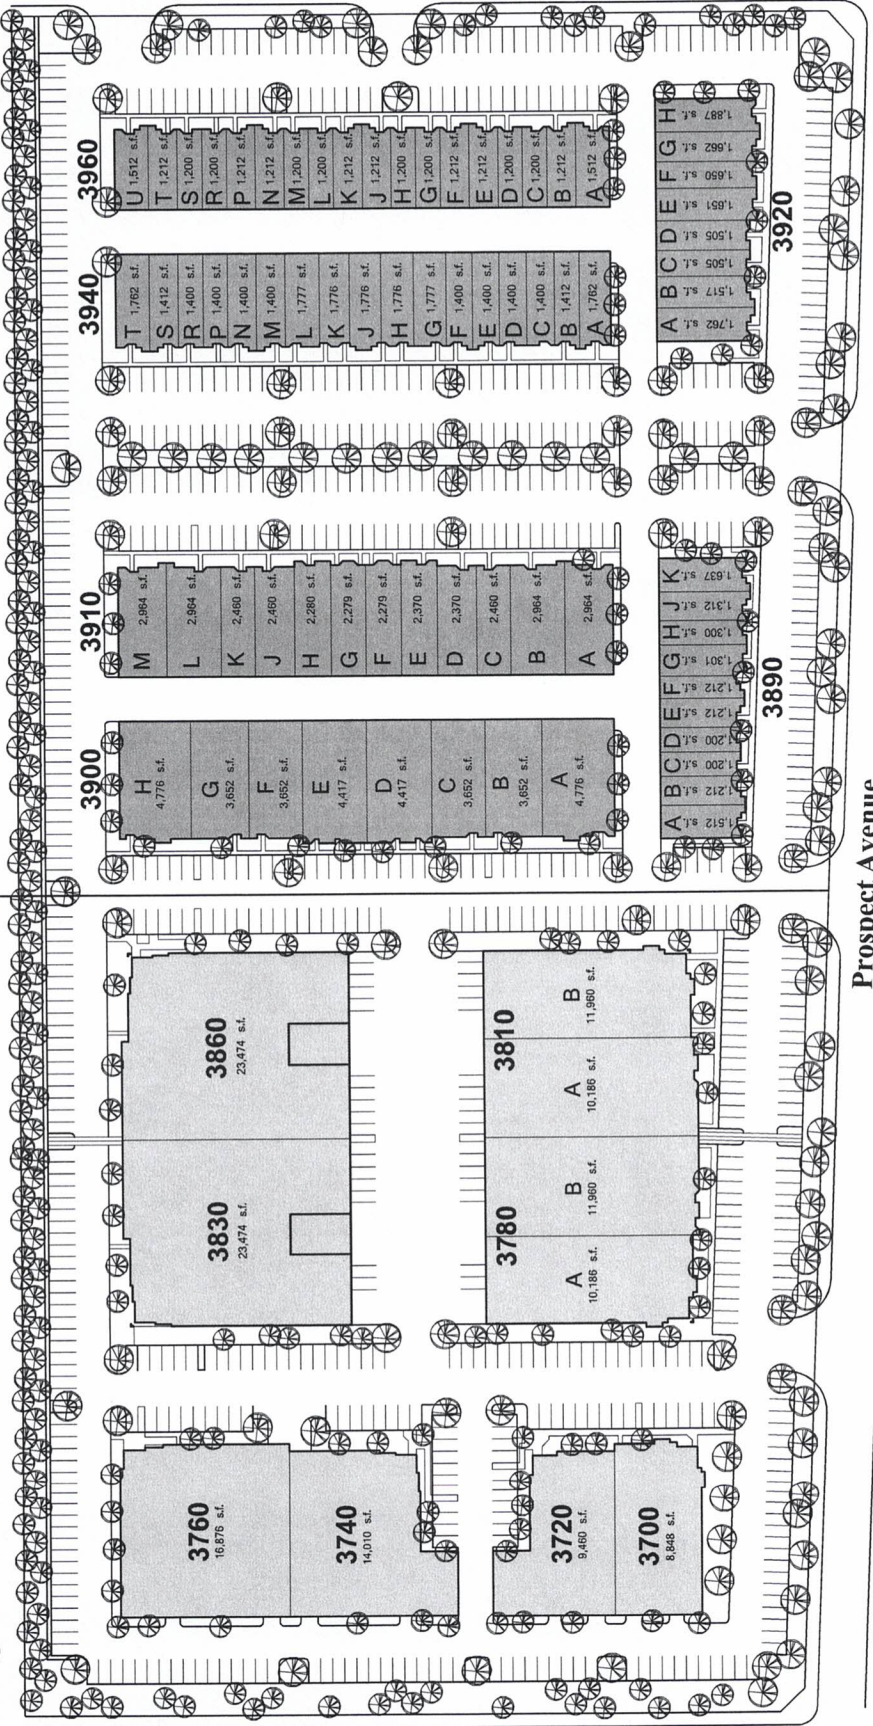 3960
U 1,512 s.f.
T 1,212 s.f.
S 1,200 s.f.
R 1,200 s.f.
P 1,212 s.f.
N 1,212 s.f.
M 1,200 s.f.
L 1,200 s.f.
K 1,212 s.f.
J 1,212 s.f.
H 1,200 s.f.
G 1,200 s.f.
F 1,212 s.f.
E 1,212 s.f.
D 1,200 s.f.
C 1,200 s.f.
B 1,212 s.f.
A 1,512 s.f.
3940
T 1,762 s.f.
S 1,412 s.f.
R 1,400 s.f.
P 1,400 s.f.
N 1,400 s.f.
M 1,400 s.f.
L 1,777 s.f.
K 1,776 s.f.
J 1,776 s.f.
H 1,776 s.f.
G 1,777 s.f.
F 1,400 s.f.
E 1,400 s.f.
D 1,400 s.f.
C 1,400 s.f.
B 1,412 s.f.
A 1,762 s.f.
3920
A 1,762 s.f.
B 1,517 s.f.
C 1,505 s.f.
D 1,505 s.f.
E 1,651 s.f.
F 1,650 s.f.
G 1,662 s.f.
H 1,887 s.f.
3910
M 2,964 s.f.
L 2,964 s.f.
K 2,460 s.f.
J 2,460 s.f.
H 2,280 s.f.
G 2,279 s.f.
F 2,279 s.f.
E 2,370 s.f.
D 2,370 s.f.
C 2,460 s.f.
B 2,964 s.f.
A 2,964 s.f.
3900
H
4,776 s.f.
G
3,652 s.f.
F
3,652 s.f.
E
4,417 s.f.
D
4,417 s.f.
C
3,652 s.f.
B
3,652 s.f.
A
4,776 s.f.
3890
A 1,512 s.f.
B 1,212 s.f.
C 1,200 s.f.
D 1,200 s.f.
E 1,212 s.f.
F 1,212 s.f.
G 1,301 s.f.
H 1,300 s.f.
J 1,312 s.f.
K 1,637 s.f.
3860
23,474 s.f.
3830
23,474 s.f.
3810
B
11,960 s.f.
A
10,186 s.f.
3780
B
11,960 s.f.
A
10,186 s.f.
3760
16,876 s.f.
3740
14,010 s.f.
3720
9,460 s.f.
3700
8,848 s.f.
Prospect Avenue